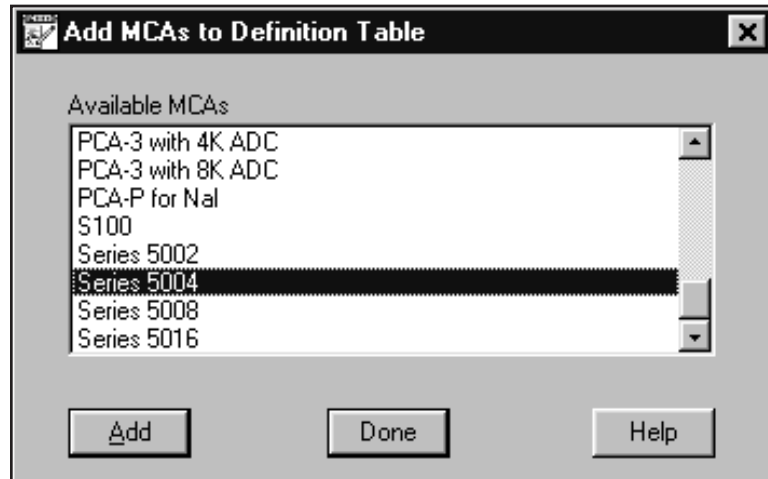 Add MCAs to Definition Table
Available MCAs
PCA-3 with 4K ADC
PCA-3 with 8K ADC
PCA-P for NaI
S100
Series 5002
Series 5004
Series 5008
Series 5016
Add Done Help